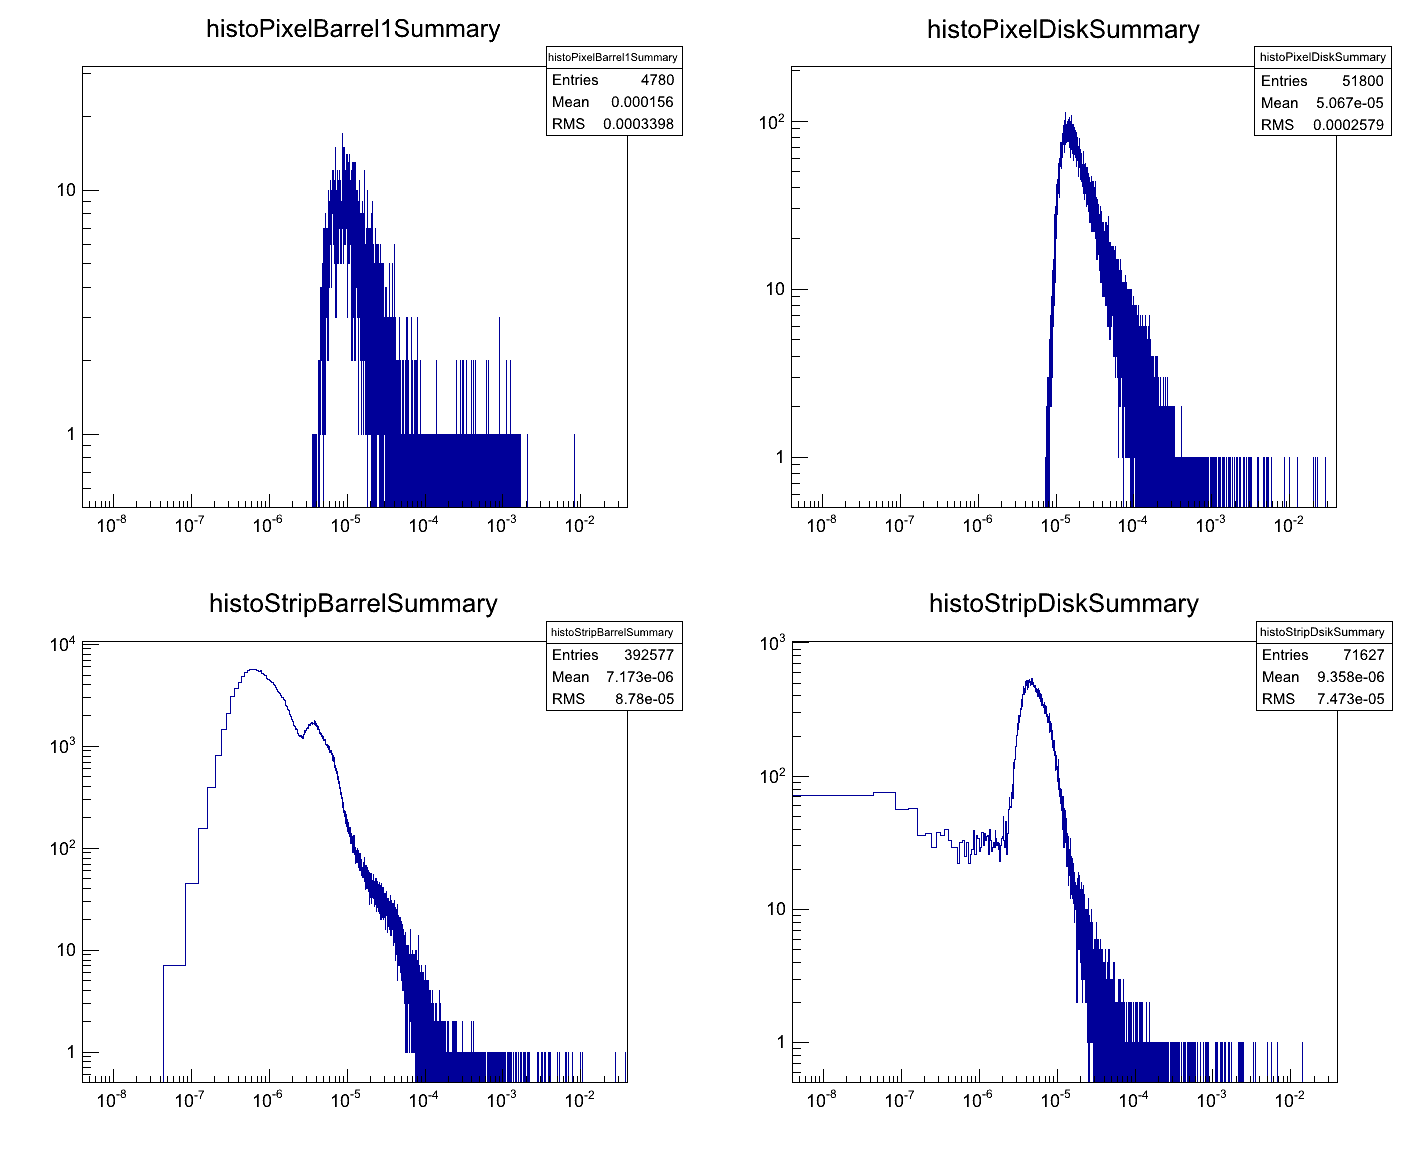 histoPixelBarrel1Summary
histoPixelBarrel1Summary
Entries 4780
Mean 0.000156
RMS 0.0003398
10
1
10-8 10-7 10-6 10-5 10-4 10-3 10-2
histoPixelDiskSummary
histoPixelDiskSummary
Entries 51800
Mean 5.067e-05
RMS 0.0002579
102
10
1
10-8 10-7 10-6 10-5 10-4 10-3 10-2
histoStripBarrelSummary
histoStripBarrelSummary
Entries 392577
Mean 7.173e-06
RMS 8.78e-05
104
103
102
10
1
10-8 10-7 10-6 10-5 10-4 10-3 10-2
histoStripDiskSummary
histoStripDsikSummary
Entries 71627
Mean 9.358e-06
RMS 7.473e-05
103
102
10
1
10-8 10-7 10-6 10-5 10-4 10-3 10-2